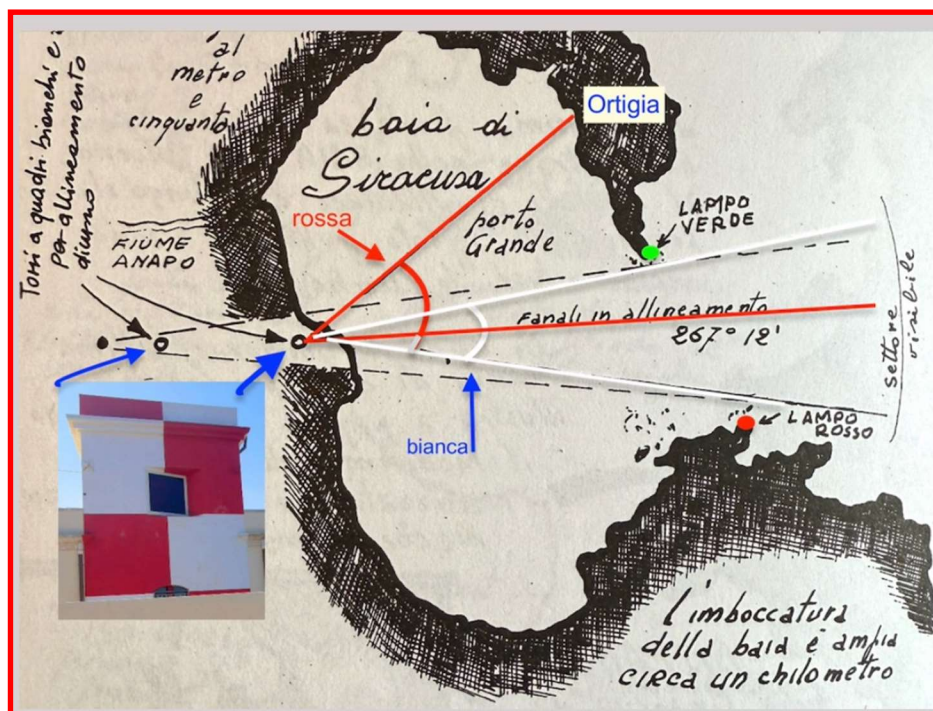 al
metro
e
cinquanto
Torri a quadri bianchi e
per allineamento
diurno
FIUME
ANAPO
baia di
Siracusa
Ortigia
rossa
porto
Grande
LAMPO
VERDE
Fanali in allineamento
267° 12'
settore
visibile
bianca
LAMPO
ROSSO
l'imboccatura
della baia è ampia
circa un chilometro